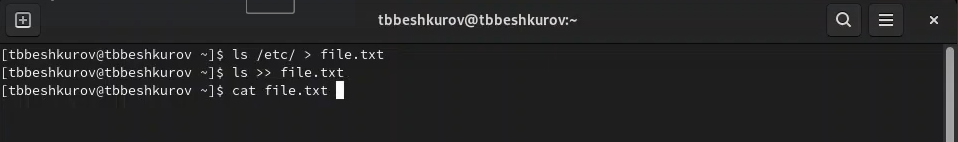 tbbeshkurov@tbbeshkurov:~
[tbbeshkurov@tbbeshkurov ~]$ ls /etc/ > file.txt
[tbbeshkurov@tbbeshkurov ~]$ ls >> file.txt
[tbbeshkurov@tbbeshkurov ~]$ cat file.txt